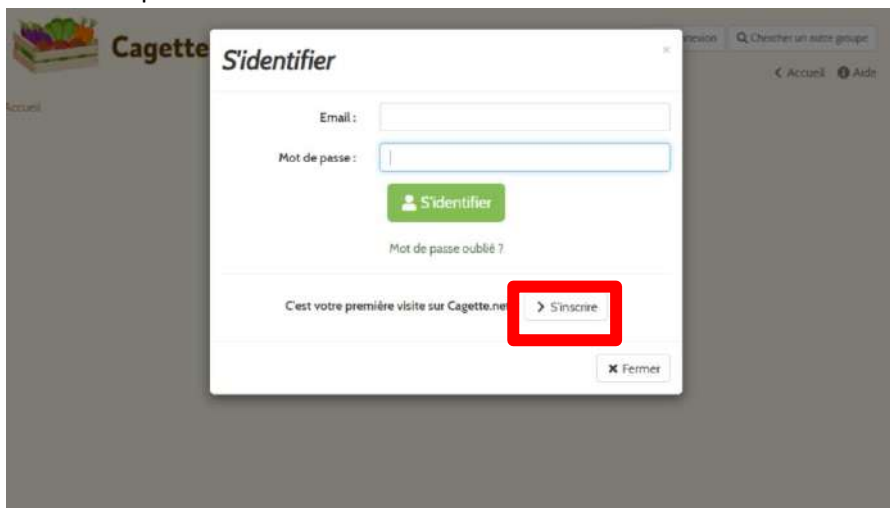 Cagette
nexion
Chercher un autre groupe
Accueil
Aide
Accueil
S'identifier
×
Email :
Mot de passe :
S'identifier
Mot de passe oublié ?
C'est votre première visite sur Cagette.net
S'inscrire
Fermer